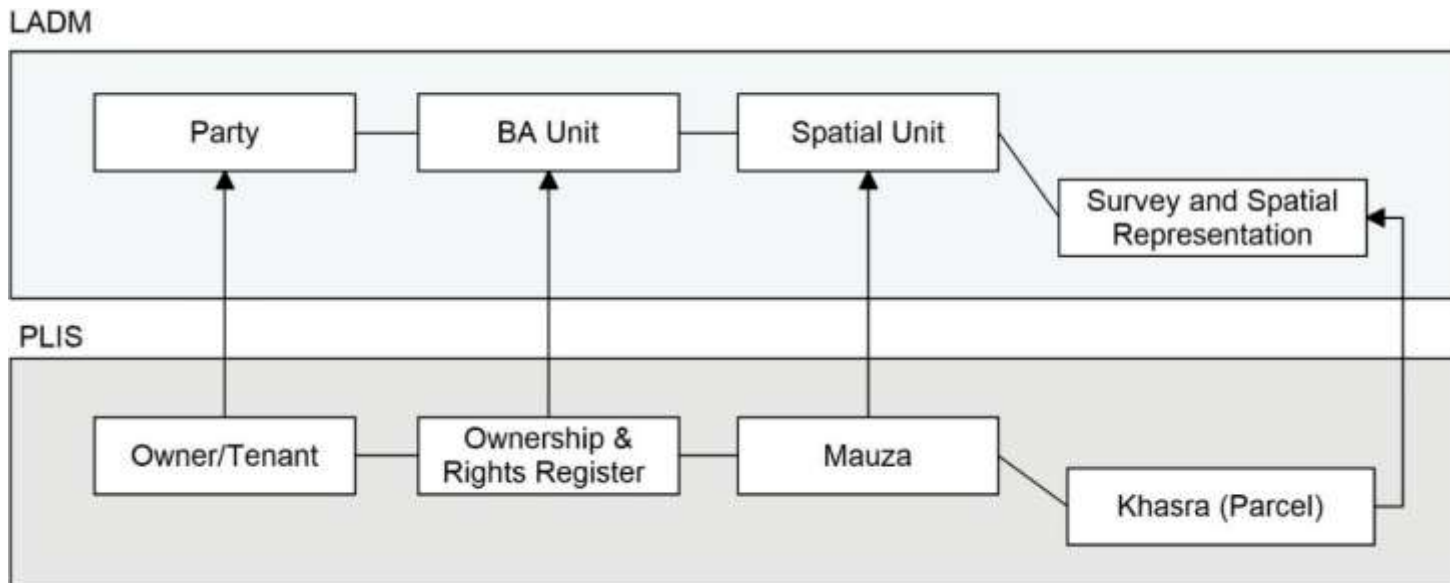 LADM
Party
BA Unit
Spatial Unit
Survey and Spatial
Representation
PLIS
Owner/Tenant
Ownership &
Rights Register
Mauza
Khasra (Parcel)